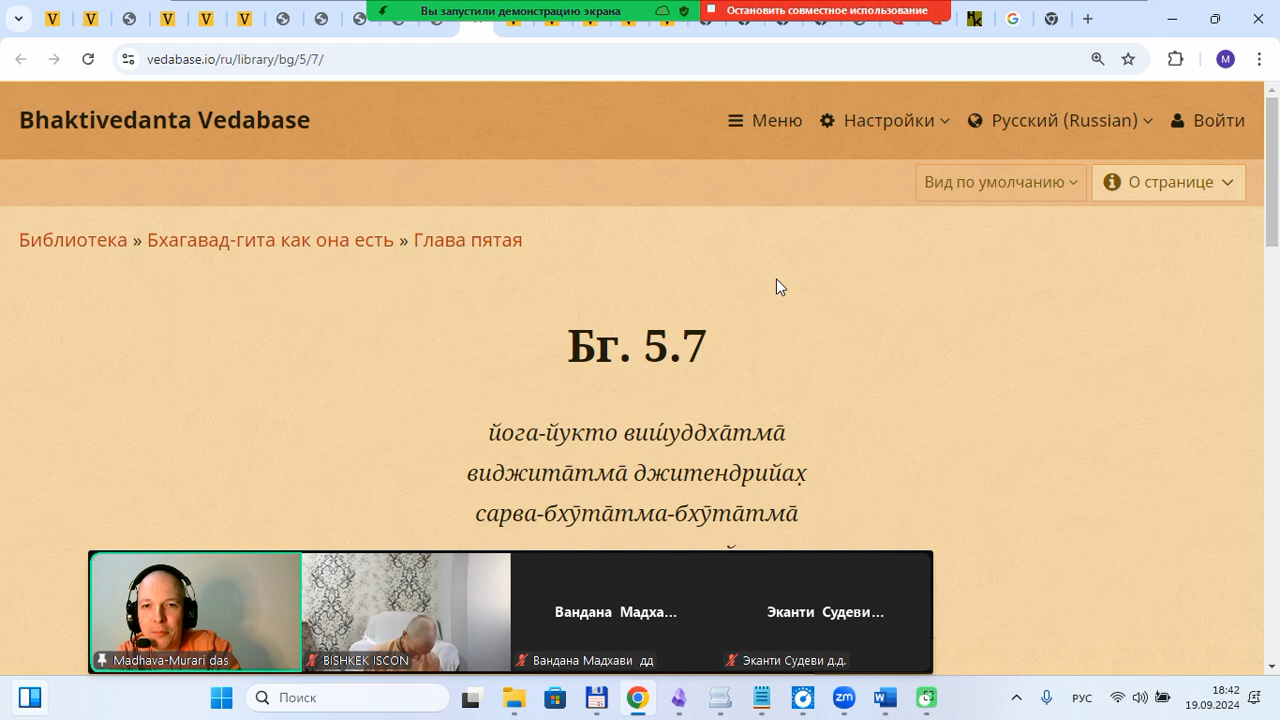 Вы запустили демонстрацию экрана
Остановить совместное использование
vedabase.io/ru/library/bg/5/7/
M
Bhaktivedanta Vedabase
Меню
Настройки
Русский (Russian)
Войти
Вид по умолчанию
О странице
Библиотека » Бхагавад-гита как она есть » Глава пятая
Бг. 5.7
йога-йукто виш́уддха̄тма̄
виджита̄тма̄ джитендрийах̣
сарва-бхӯта̄тма-бхӯта̄тма̄
Вандана Мадха...
Эканти Судеви...
Madhava-Murari das
BISHKEK ISCON
Вандана Мадхави дд
Эканти Судеви д.д.
Поиск
zm
РУС
18:42
19.09.2024